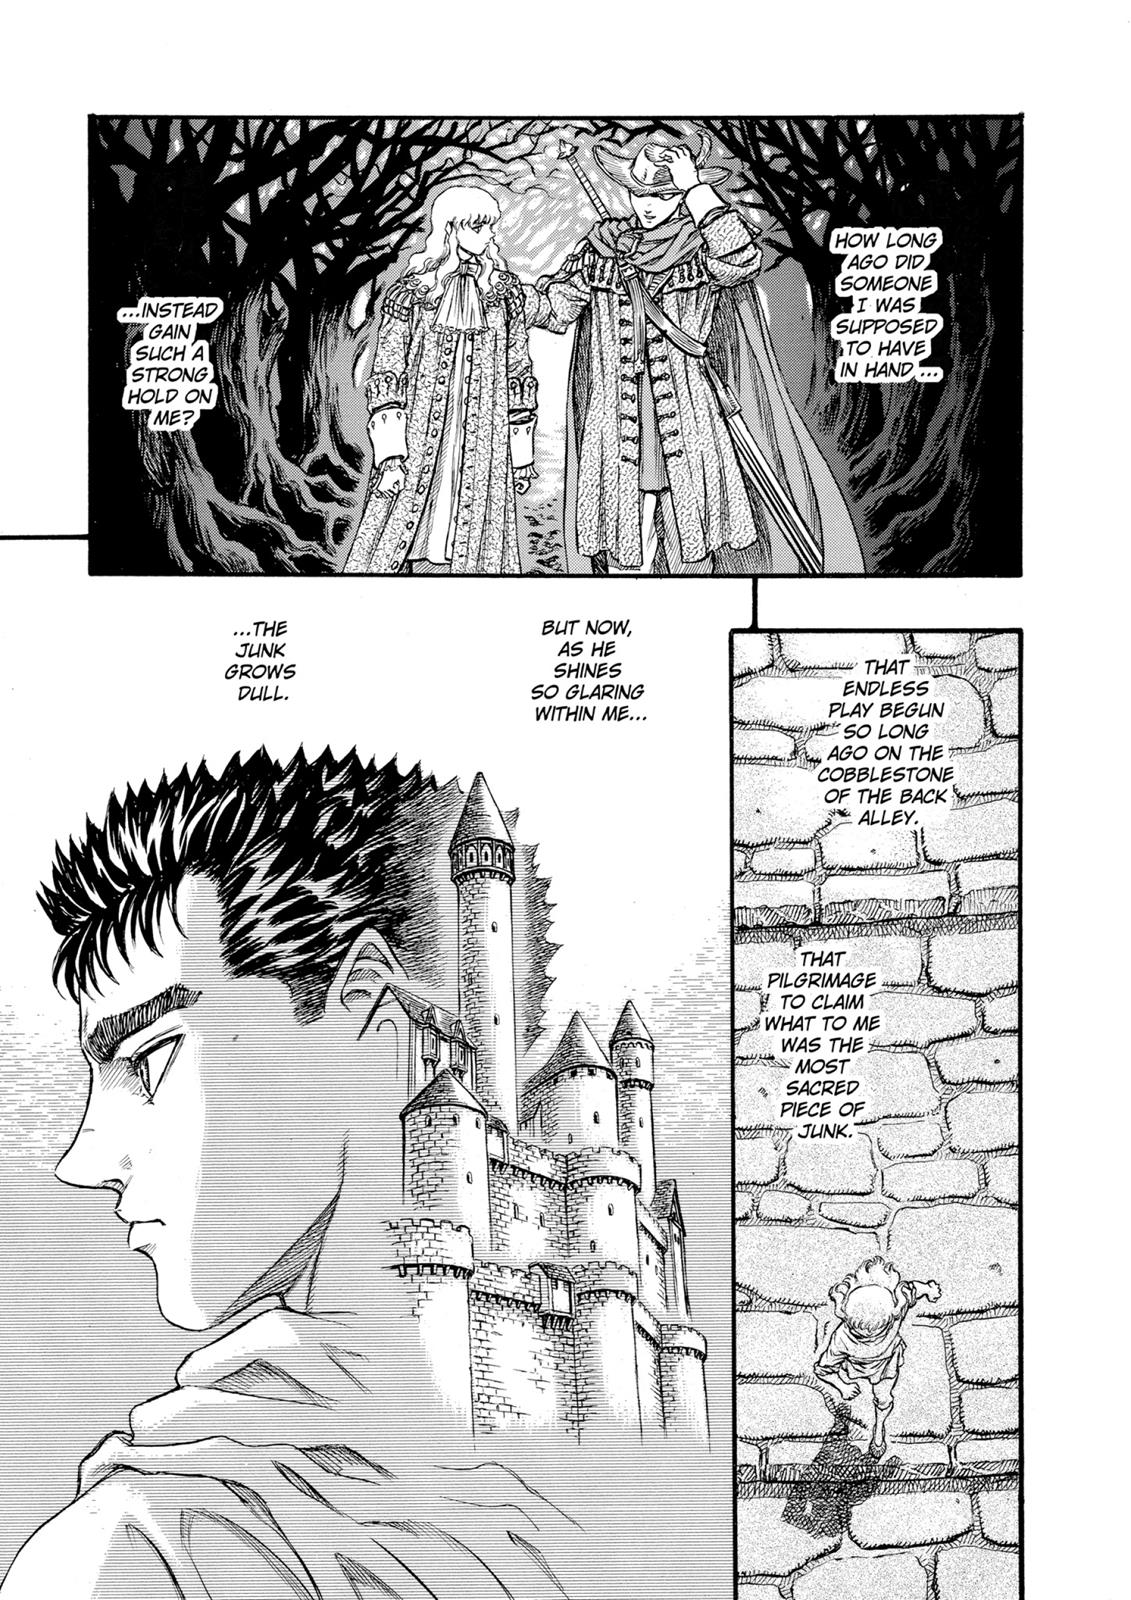 HOW LONG
AGO DID
SOMEONE
I WAS
SUPPOSED
TO HAVE
IN HAND...
...INSTEAD
GAIN
SUCH A
STRONG
HOLD ON
ME?
THAT
ENDLESS
PLAY BEGUN
SO LONG
AGO ON THE
COBBLESTONE
OF THE BACK
ALLEY.
THAT
PILGRIMAGE
TO CLAIM
WHAT TO ME
WAS THE
MOST
SACRED
PIECE OF
JUNK.
BUT NOW,
AS HE
SHINES
SO GLARING
WITHIN ME...
...THE
JUNK
GROWS
DULL.